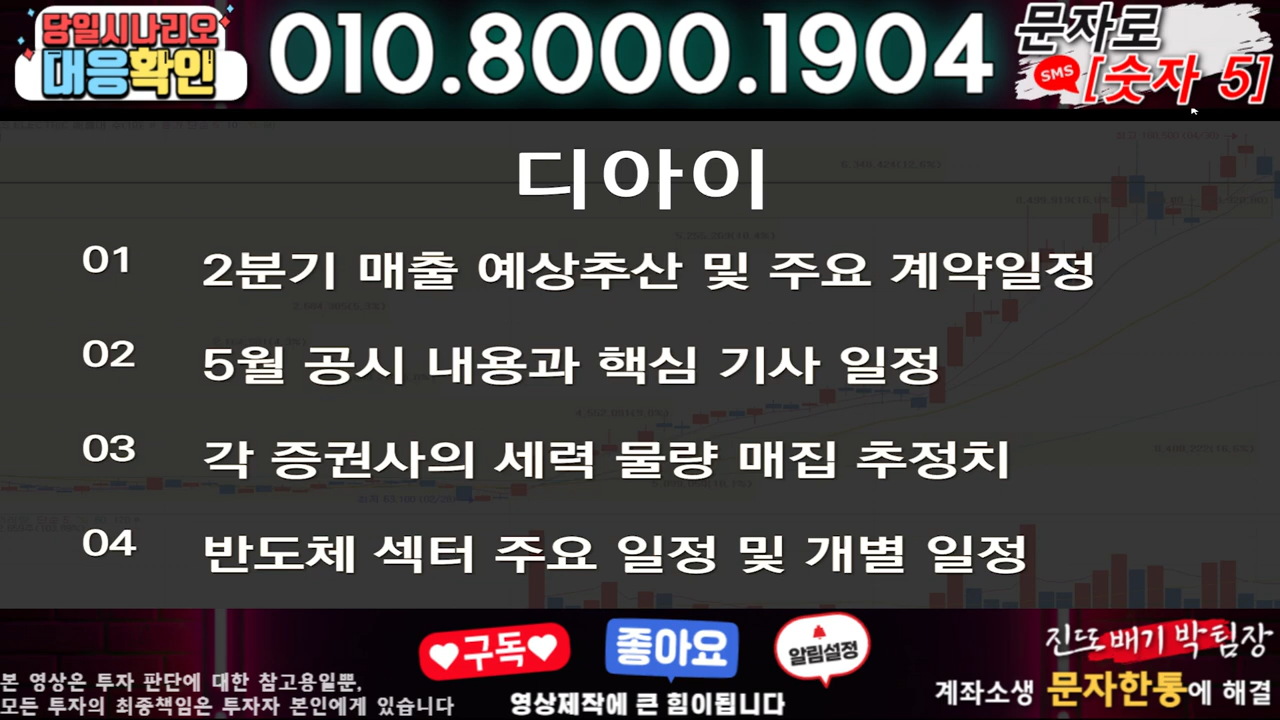 당일시나리오
대응확인
010.8000.1904
문자로
SMS
[숫자 5]
디아이
01 2분기 매출 예상추산 및 주요 계약일정
02 5월 공시 내용과 핵심 기사 일정
03 각 증권사의 세력 물량 매집 추정치
04 반도체 섹터 주요 일정 및 개별 일정
본 영상은 투자 판단에 대한 참고용일뿐,
모든 투자의 최종책임은 투자자 본인에게 있습니다
구독
좋아요
알림설정
영상제작에 큰 힘이됩니다
진또배기 박팀장
계좌소생 문자한통에 해결